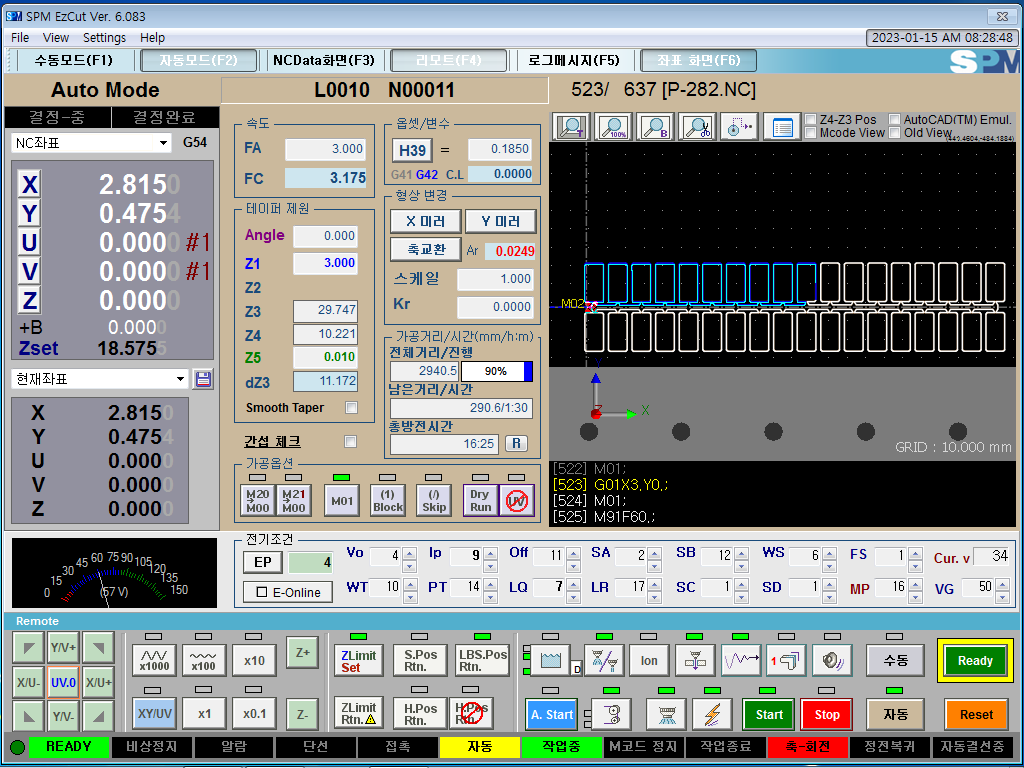 SPM SPM EzCut Ver. 6.083
File View Settings Help
2023-01-15 AM 08:28:48
수동모드(F1) 자동모드(F2) NCData화면(F3) 리모트(F4) 로그메시지(F5) 좌표 화면(F6) SPM
Auto Mode L0010 N00011 523/ 637 [P-282.NC]
결정-중 결정완료
NC좌표 G54
X 2.8150
Y 0.4754
U 0.0000 #1
V 0.0000 #1
Z 0.0000
+B 0.0000
Zset 18.5755
현재좌표
X 2.8150
Y 0.4754
U 0.0000
V 0.0000
Z 0.0000
속도
FA 3.000
FC 3.175
테이퍼 제원
Angle 0.000
Z1 3.000
Z2
Z3 29.747
Z4 10.221
Z5 0.010
dZ3 11.172
Smooth Taper
간섭 체크
옵셋/변수
H39 = 0.1850
G41 G42 C.L 0.0000
형상 변경
X 미러 Y 미러
축교환 Ar 0.0249
스케일 1.000
Kr 0.0000
가공거리/시간(mm/h:m)
전체거리/진행
2940.5 90%
남은거리/시간
290.6/1:30
총방전시간
16:25 R
가공옵션
M20 M00 M21 M00 M01 (1) Block (/) Skip Dry Run UV
T 100% B
Z4-Z3 Pos AutoCAD(TM) Emul.
Mcode View Old View
M02
Y
X
GRID : 10.000 mm
[522] M01;
[523] G01X3.Y0.;
[524] M01;
[525] M91F60.;
0 15 30 45 60 75 90 105 120 135 150
(57 V)
전기조건
EP 4
E-Online
Vo 4 Ip 9 Off 11 SA 2 SB 12 WS 6 FS 1 Cur. v 34
WT 10 PT 14 LQ 7 LR 17 SC 1 SD 1 MP 16 VG 50
Remote
Y/V+ x1000 x100 x10 Z+ ZLimit Set S.Pos Rtn. LBS.Pos Rtn. D Ion 1 수동 Ready
X/U- UV.0 X/U+
Y/V- XY/UV x1 x0.1 Z- ZLimit Rtn. H.Pos Rtn. H.Pos Rtn. A. Start Start Stop 자동 Reset
READY 비상정지 알람 단선 접촉 자동 작업중 M코드 정지 작업종료 축-회전 정전복귀 자동결선중